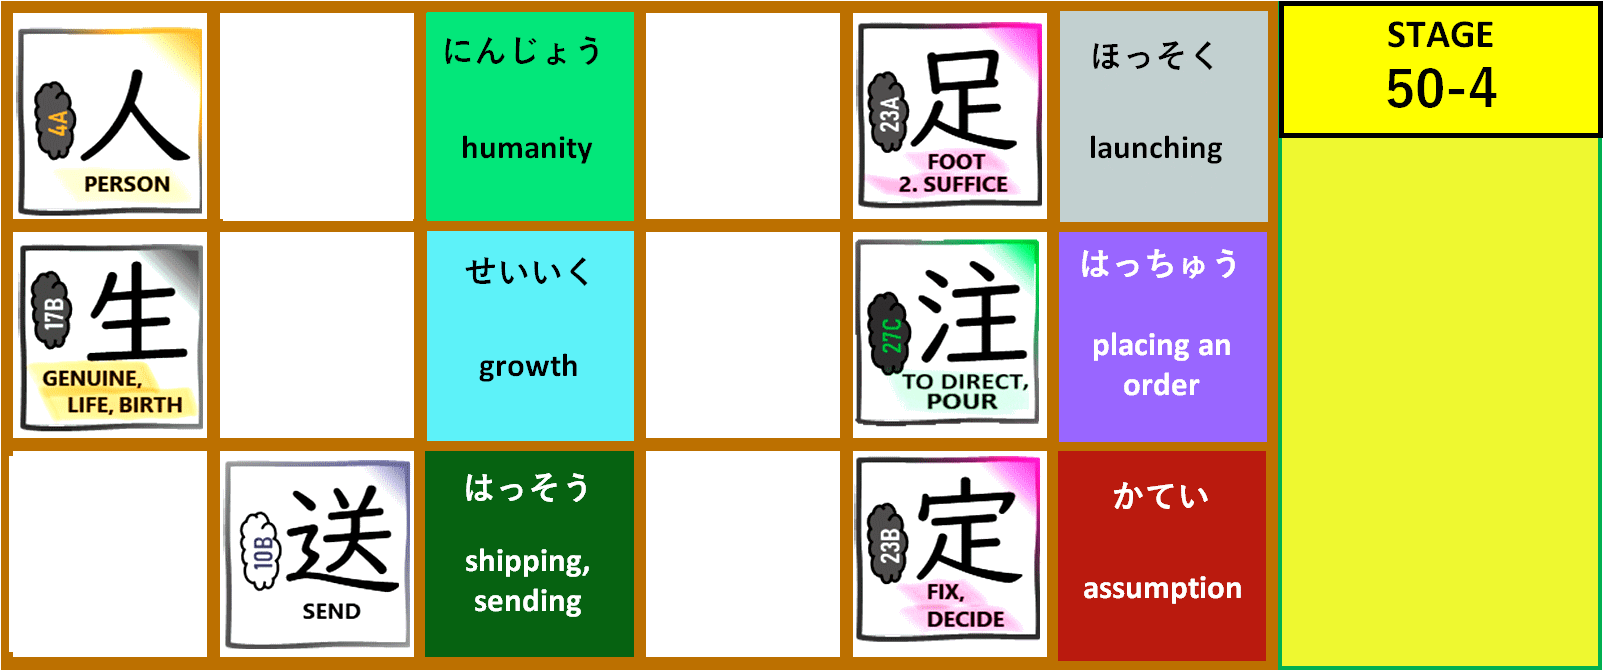 4A
人
PERSON
にんじょう
humanity
23A
足
FOOT
2. SUFFICE
ほっそく
launching
STAGE
50-4
17B
生
GENUINE,
LIFE, BIRTH
せいいく
growth
27C
注
TO DIRECT,
POUR
はっちゅう
placing an
order
10B
送
SEND
はっそう
shipping,
sending
23B
定
FIX,
DECIDE
かてい
assumption